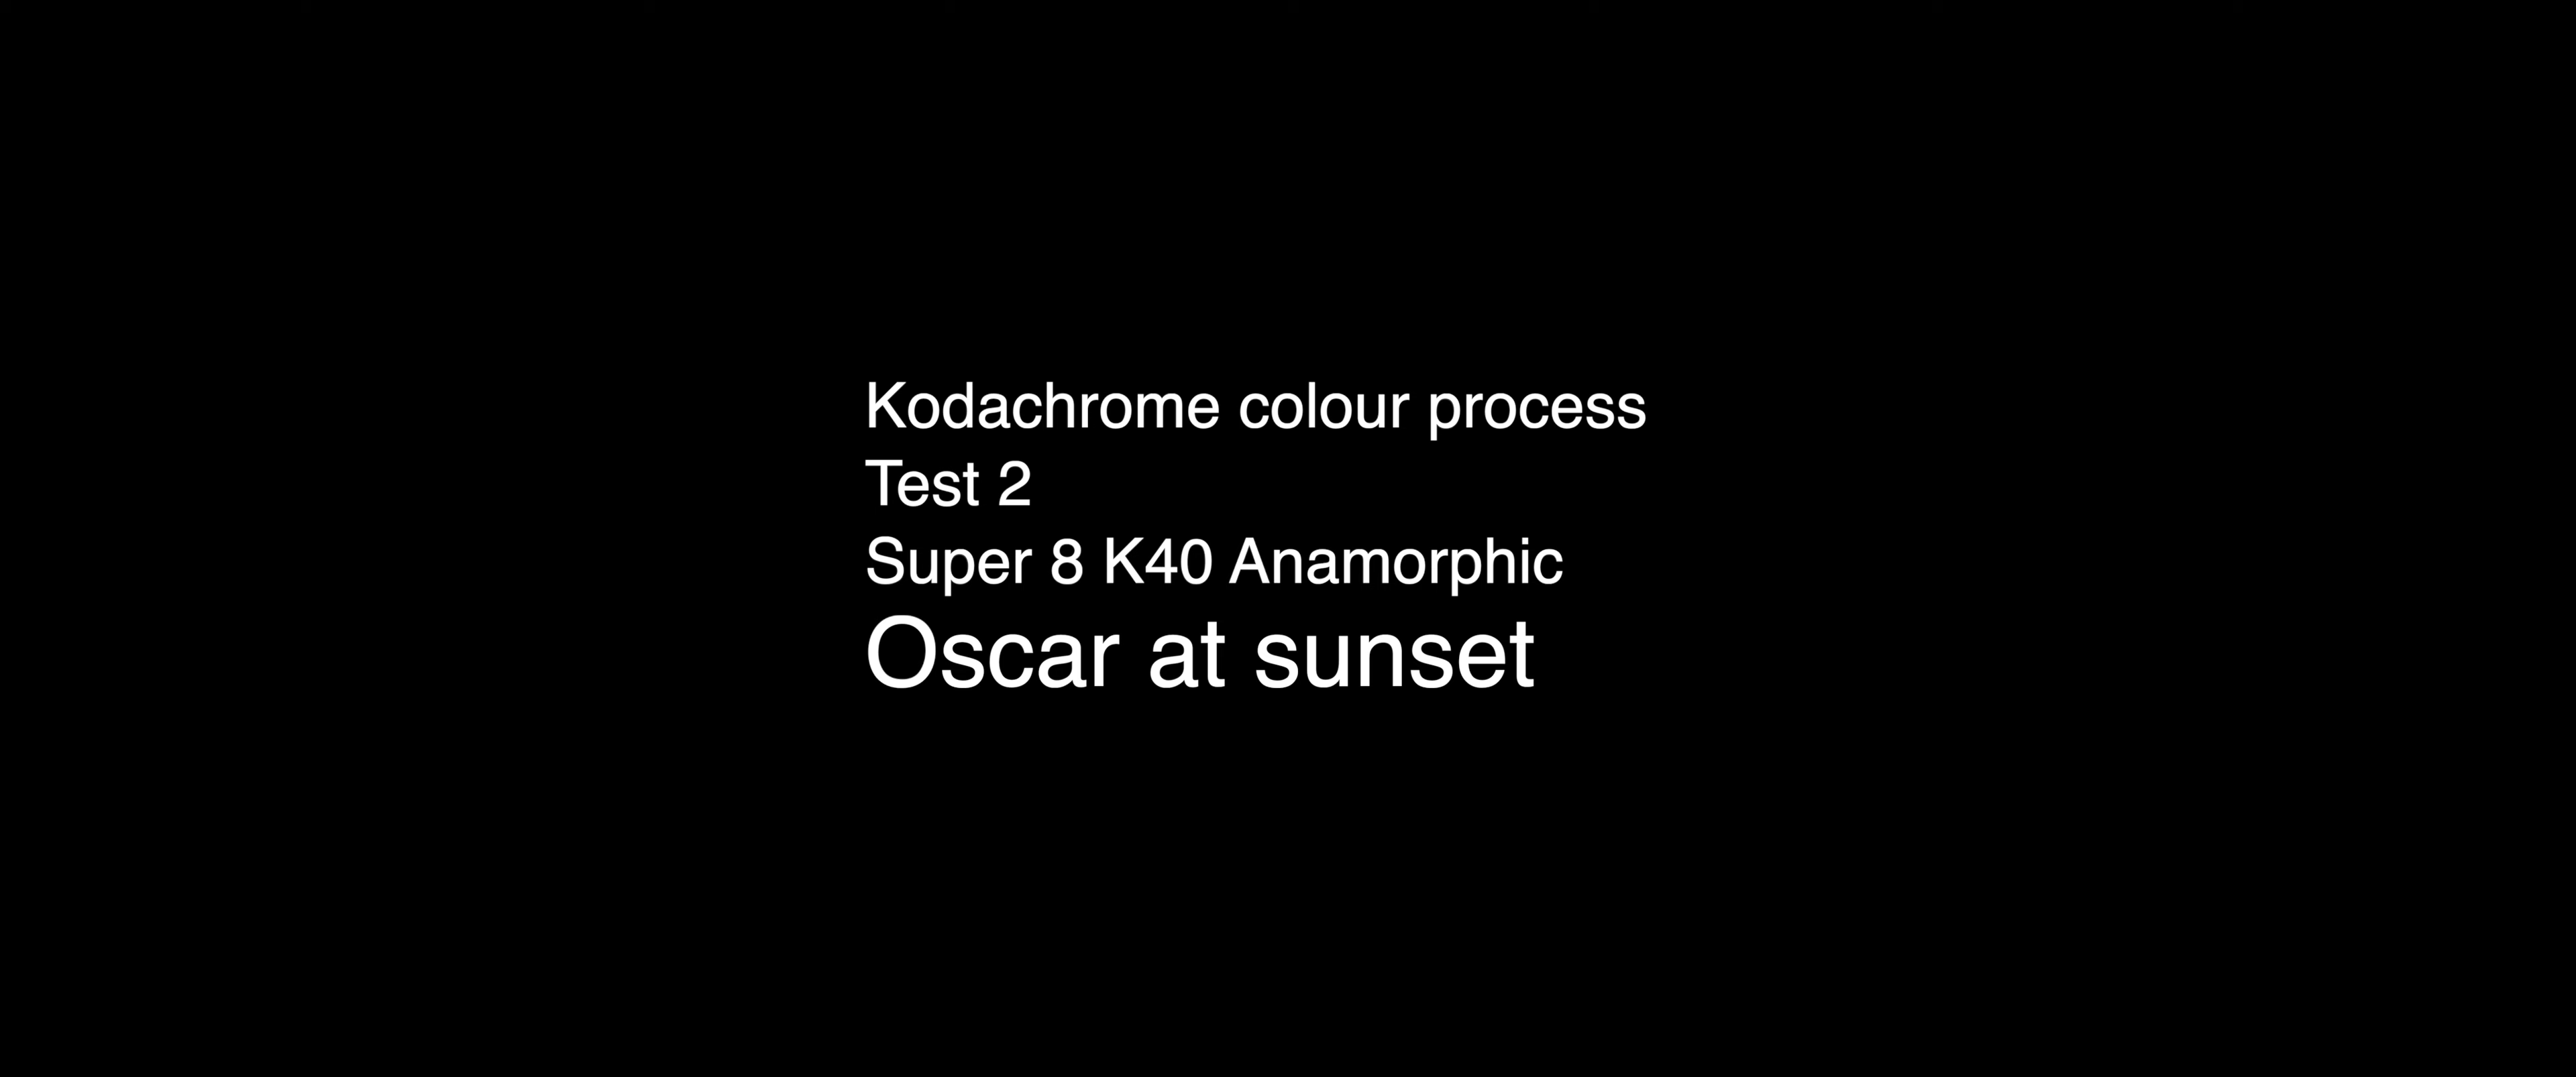 Kodachrome colour process
Test 2
Super 8 K40 Anamorphic
Oscar at sunset